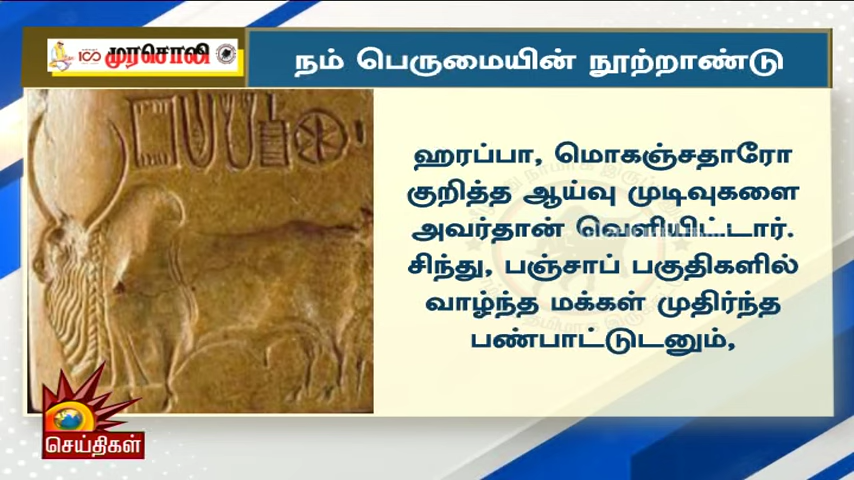 100 முரசொலி
நம் பெருமையின் நூற்றாண்டு
ஹரப்பா, மொகஞ்சதாரோ
குறித்த ஆய்வு முடிவுகளை
அவர்தான் வெளியிட்டார்.
சிந்து, பஞ்சாப் பகுதிகளில்
வாழ்ந்த மக்கள் முதிர்ந்த
பண்பாட்டுடனும்,
செய்திகள்